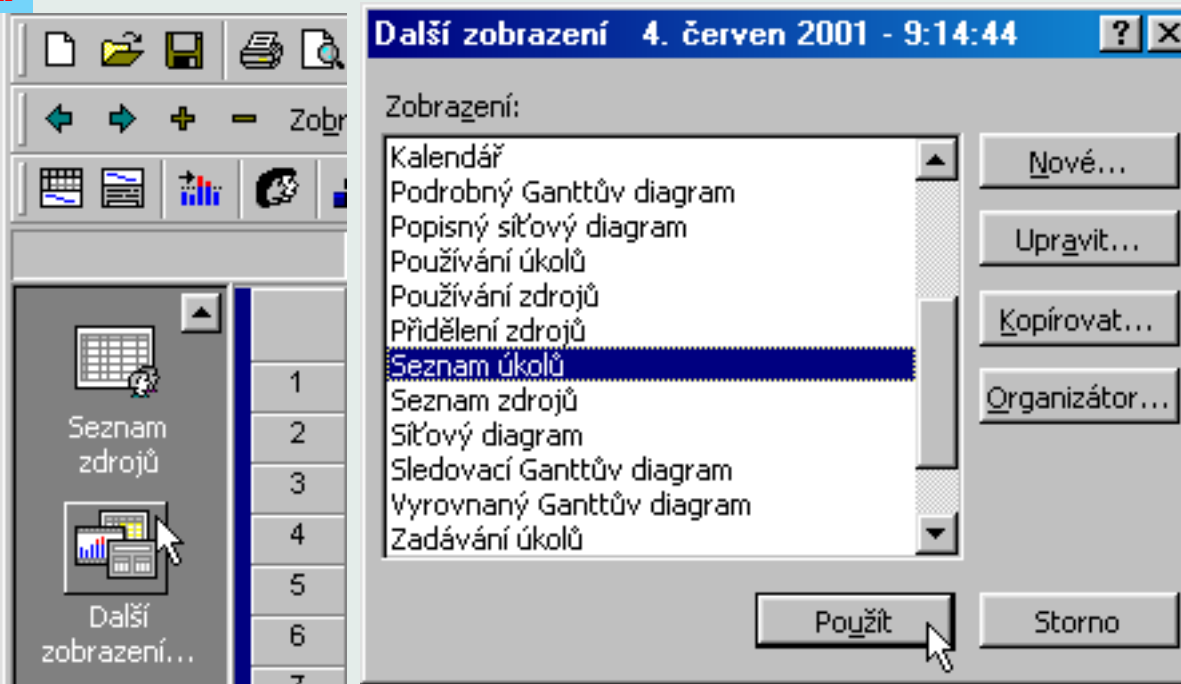 Zobr
1
2
3
4
5
6
7
Seznam
zdrojů
Další
zobrazení...
Další zobrazení 4. červen 2001 - 9:14:44
Zobrazení:
Kalendář
Podrobný Ganttův diagram
Popisný síťový diagram
Používání úkolů
Používání zdrojů
Přidělení zdrojů
Seznam úkolů
Seznam zdrojů
Síťový diagram
Sledovací Ganttův diagram
Vyrovnaný Ganttův diagram
Zadávání úkolů
Nové...
Upravit...
Kopírovat...
Organizátor...
Použít
Storno